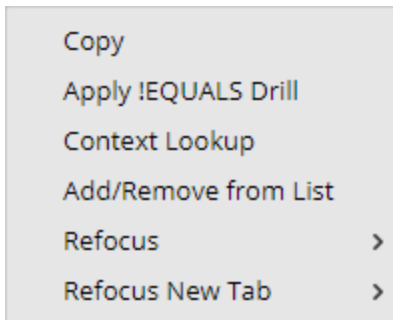 Copy
Apply !EQUALS Drill
Context Lookup
Add/Remove from List
Refocus
Refocus New Tab